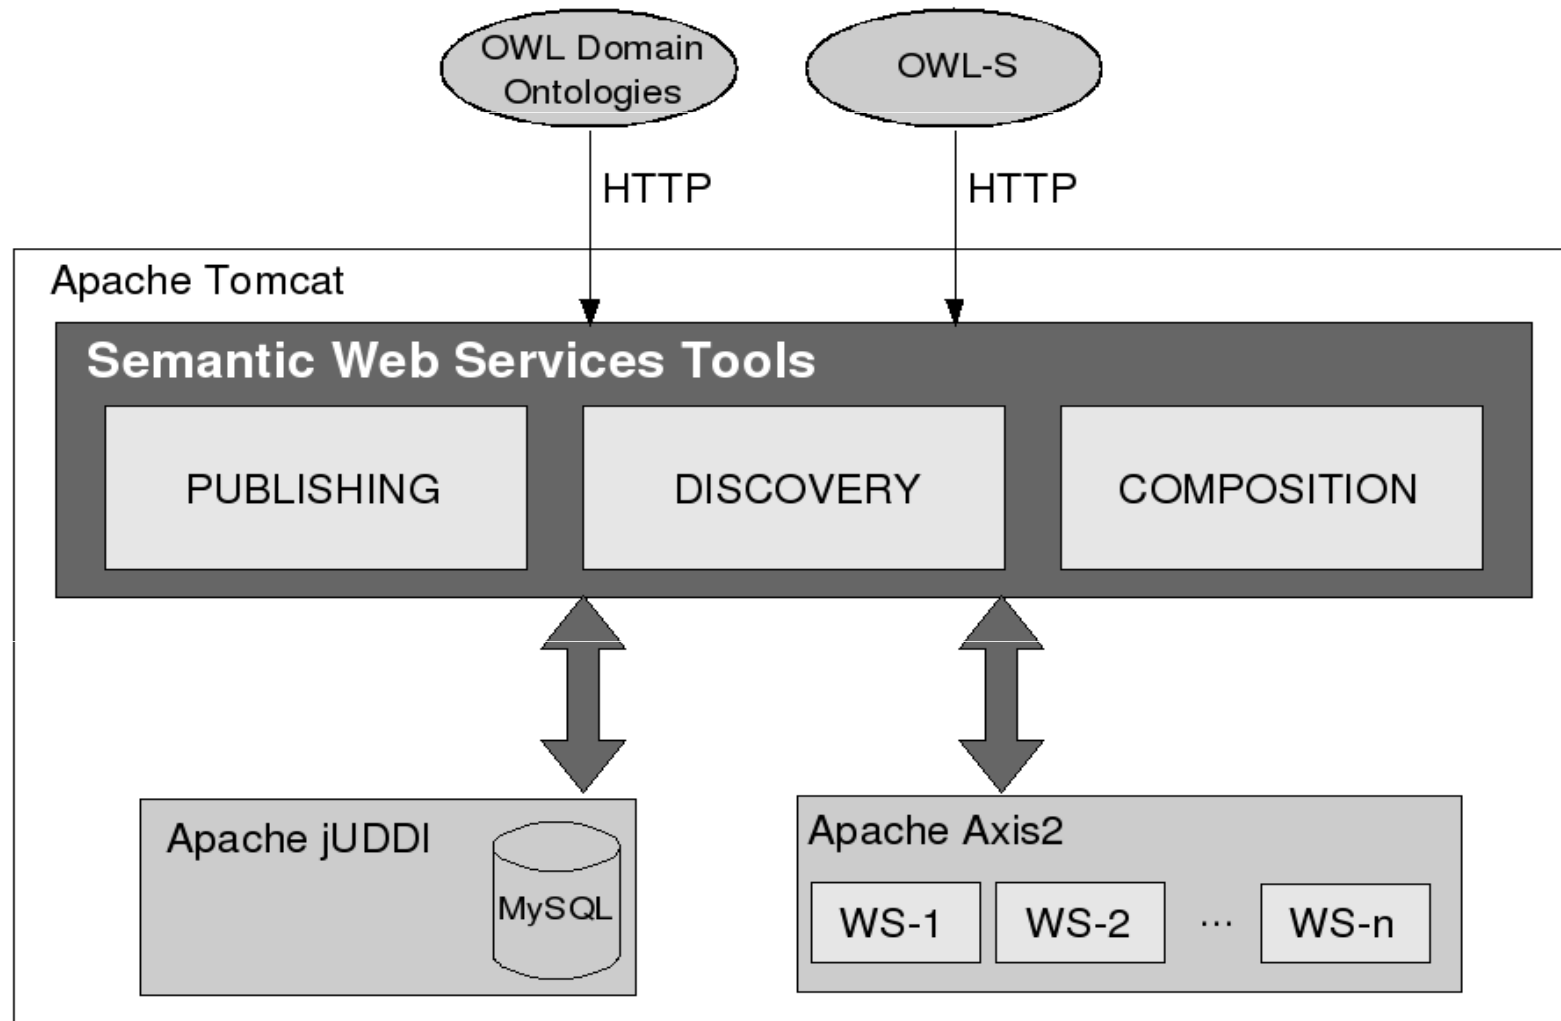 OWL Domain
Ontologies
OWL-S
HTTP
HTTP
Apache Tomcat
Semantic Web Services Tools
PUBLISHING
DISCOVERY
COMPOSITION
Apache jUDDI
MySQL
Apache Axis2
WS-1
WS-2
...
WS-n